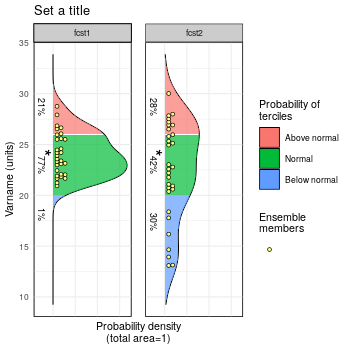 Set a title
fcst1
fcst2
Varname (units)
35
30
25
20
15
10
21%
*
77%
1%
28%
*
42%
30%
Probability density
(total area=1)
Probability of
terciles
Above normal
Normal
Below normal
Ensemble
members